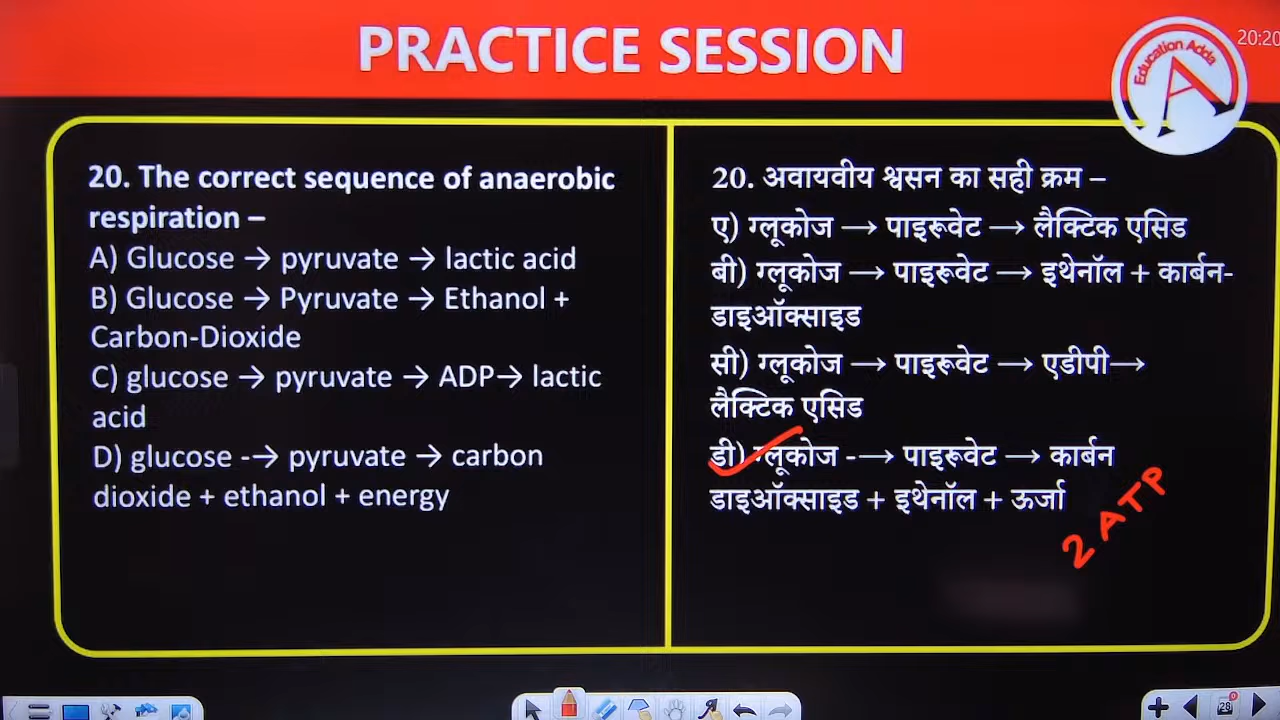 PRACTICE SESSION
20:20
Education Adda
A
20. The correct sequence of anaerobic
respiration –
A) Glucose → pyruvate → lactic acid
B) Glucose → Pyruvate → Ethanol +
Carbon-Dioxide
C) glucose → pyruvate → ADP→ lactic
acid
D) glucose -→ pyruvate → carbon
dioxide + ethanol + energy
20. अवायवीय श्वसन का सही क्रम –
ए) ग्लूकोज → पाइरूवेट → लैक्टिक एसिड
बी) ग्लूकोज → पाइरूवेट → इथेनॉल + कार्बन-
डाइऑक्साइड
सी) ग्लूकोज → पाइरूवेट → एडीपी→
लैक्टिक एसिड
डी) ग्लूकोज -→ पाइरूवेट → कार्बन
डाइऑक्साइड + इथेनॉल + ऊर्जा
2 ATP
28
0